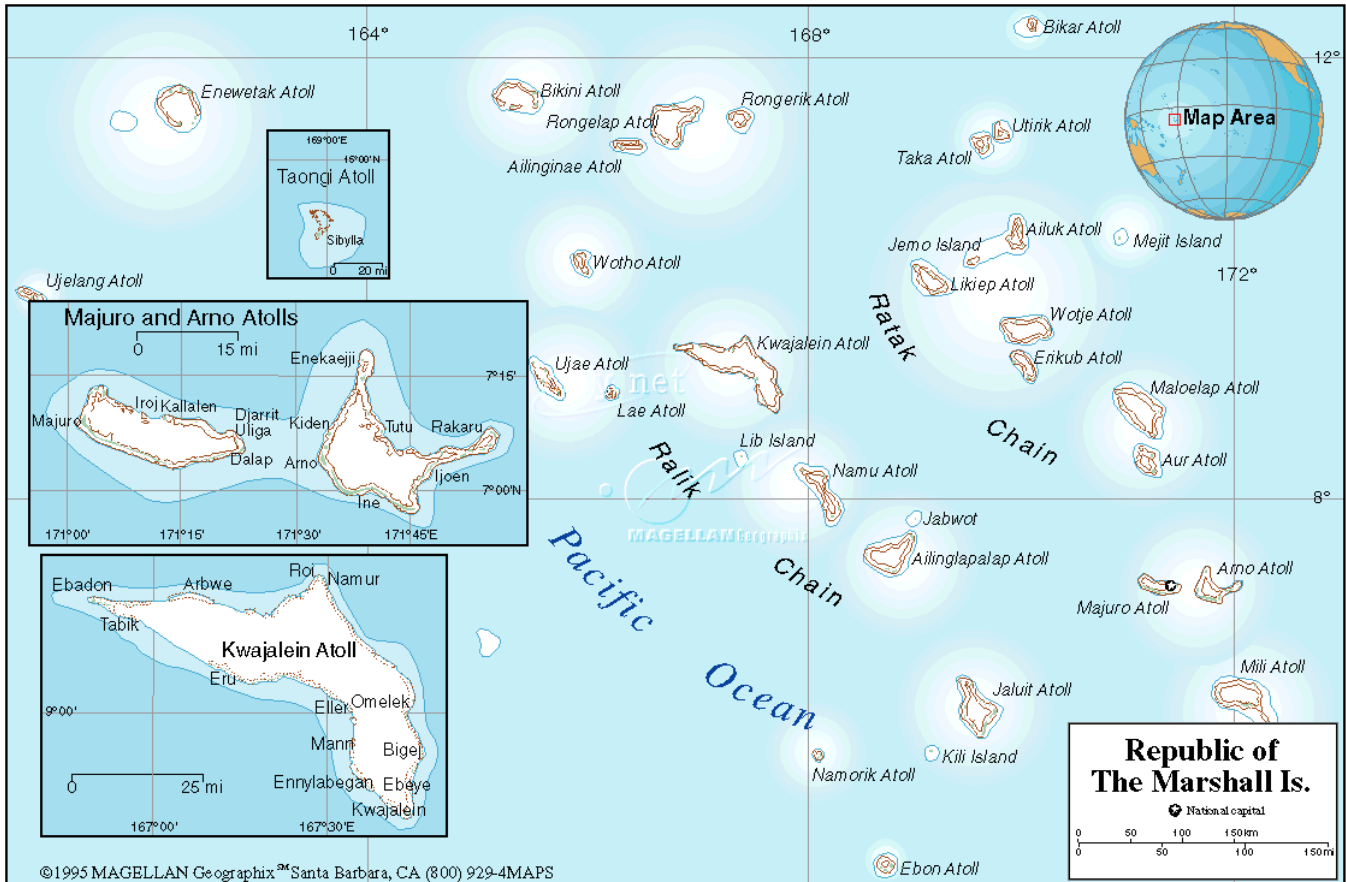 164°
168°
Bikar Atoll
12°
Enewetak Atoll
Bikini Atoll
Rongelap Atoll
Rongerik Atoll
Ailinginae Atoll
Utirik Atoll
Taka Atoll
Map Area
169°00'E
15°00'N
Taongi Atoll
Sibylla
0 20 mi
Jemo Island
Ailuk Atoll
Mejit Island
Wotho Atoll
Likiep Atoll
172°
Ujelang Atoll
Ratak
Chain
Wotje Atoll
Erikub Atoll
Majuro and Arno Atolls
0 15 mi
Enekaejji
7°15'
Majuro
Iroj
Kallalen
Djarrit
Uliga
Dalap
Kiden
Tutu
Rakaru
Arno
Ijoen
Ine
7°00'N
171°00'
171°15'
171°30'
171°45'E
Kwajalein Atoll
Ujae Atoll
net
Lae Atoll
Maloelap Atoll
Lib Island
Aur Atoll
Ralik
Chain
Namu Atoll
8°
MAGELLAN Geographix
Jabwot
Ailinglapalap Atoll
Arno Atoll
Majuro Atoll
Pacific
Ocean
Ebadon
Arbwe
Roi
Namur
Tabik
Kwajalein Atoll
Eru
Eller
Omelek
9°00'
Mann
Bigej
Ennylabegan
Ebeye
Kwajalein
0 25 mi
167°00'
167°30'E
Mili Atoll
Jaluit Atoll
Kili Island
Namorik Atoll
Ebon Atoll
Republic of
The Marshall Is.
National capital
0 50 100 150km
0 50 100 150mi
©1995 MAGELLAN Geographix℠Santa Barbara, CA (800) 929-4MAPS